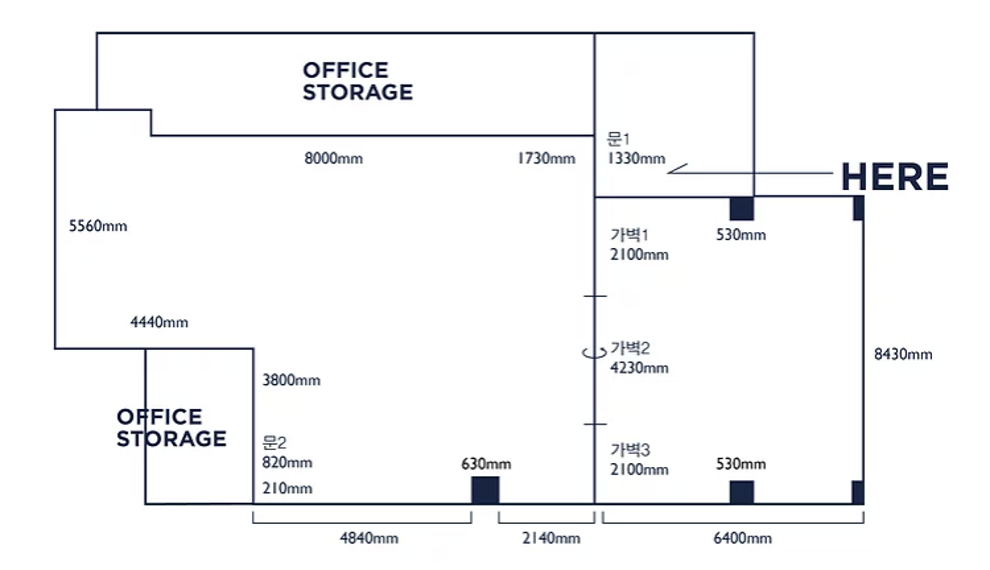 OFFICE
STORAGE
문1
8000mm
1730mm
1330mm
HERE
5560mm
가벽1
530mm
2100mm
4440mm
가벽2
8430mm
4230mm
3800mm
OFFICE
STORAGE
문2
820mm
210mm
630mm
가벽3
2100mm
530mm
4840mm
2140mm
6400mm